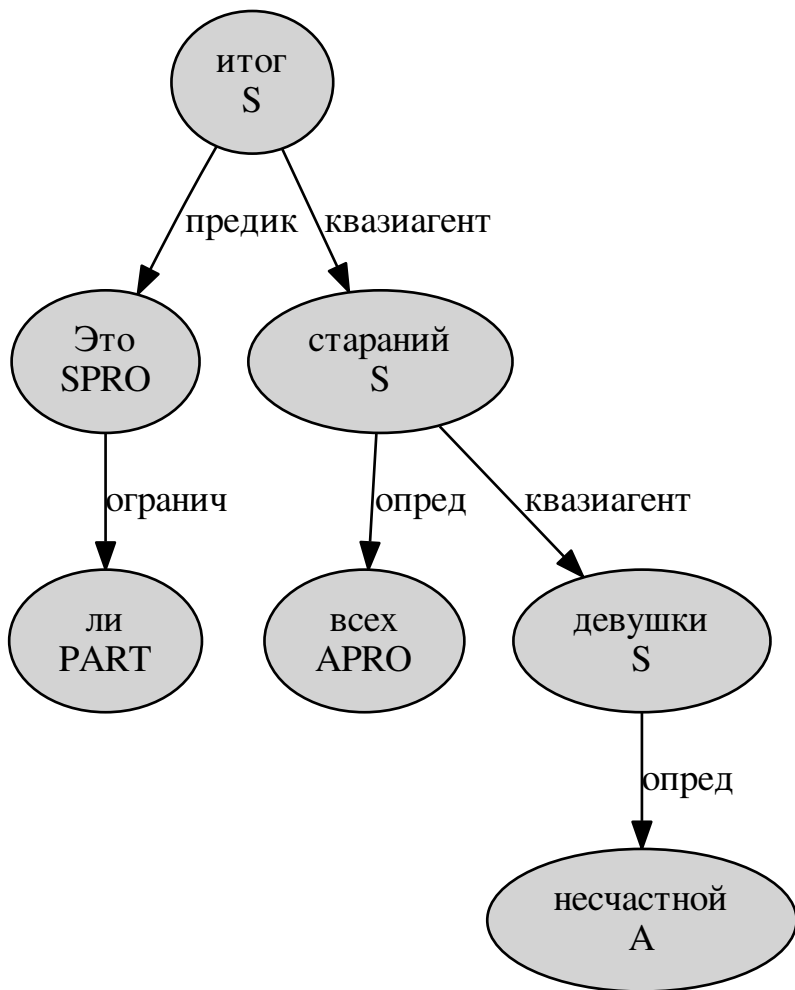 итог
S
предик
квазиагент
Это
SPRO
стараний
S
огранич
опред
квазиагент
ли
PART
всех
APRO
девушки
S
опред
несчастной
A